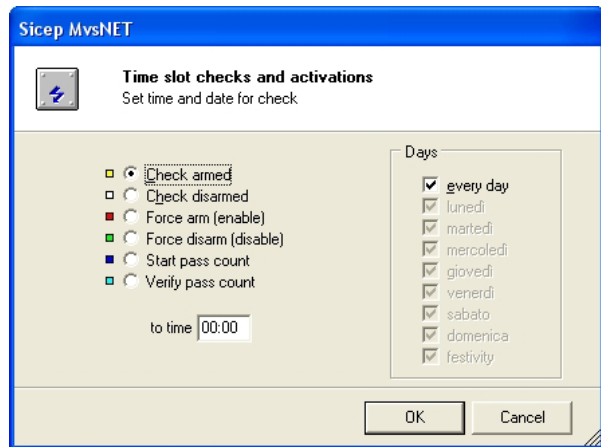 Sicep MvsNET
Time slot checks and activations
Set time and date for check
Check armed
Check disarmed
Force arm (enable)
Force disarm (disable)
Start pass count
Verify pass count
to time 00:00
Days
every day
lunedì
martedì
mercoledì
giovedì
venerdì
sabato
domenica
festivity
OK
Cancel